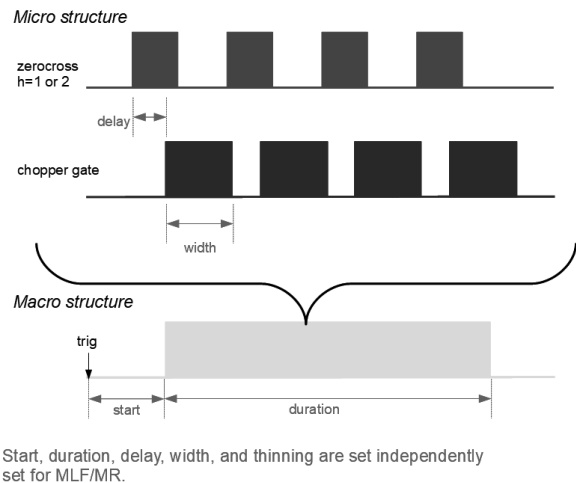 Micro structure
zerocross
h=1 or 2
delay
chopper gate
width
Macro structure
trig
start
duration
Start, duration, delay, width, and thinning are set independently
set for MLF/MR.